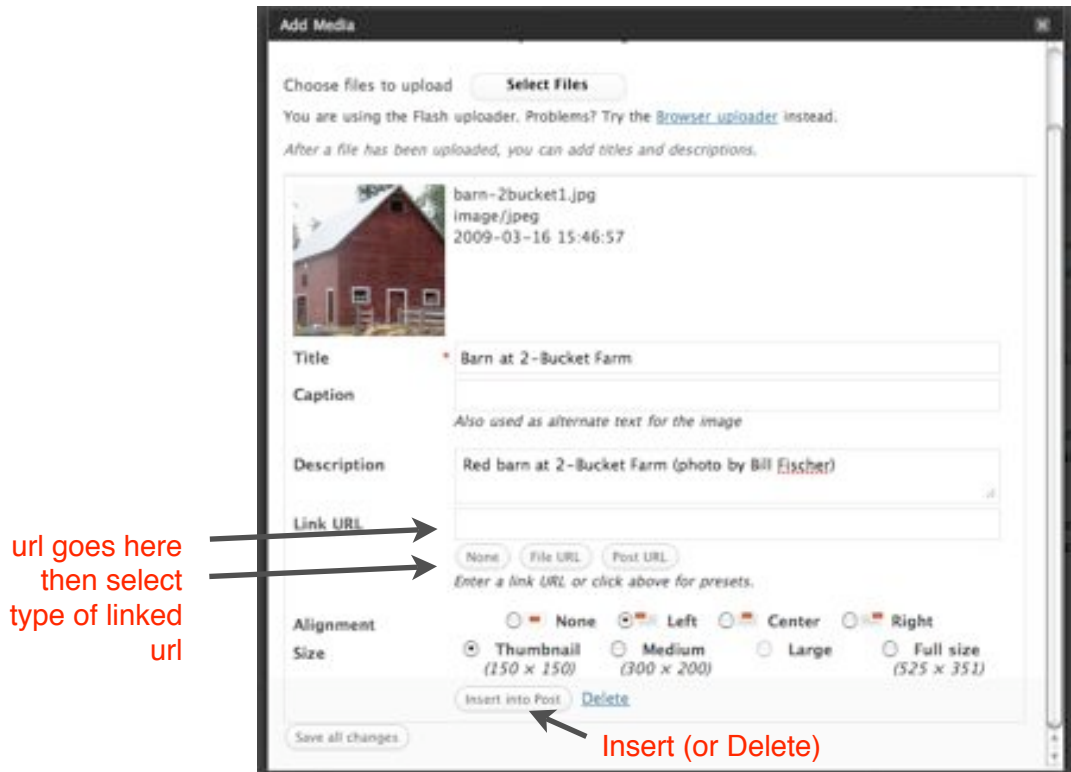 Add Media
Choose files to upload Select Files
You are using the Flash uploader. Problems? Try the Browser uploader instead.
After a file has been uploaded, you can add titles and descriptions.
barn-2bucket1.jpg
image/jpeg
2009-03-16 15:46:57
Title * Barn at 2-Bucket Farm
Caption
Also used as alternate text for the image
Description Red barn at 2-Bucket Farm (photo by Bill Fischer)
Link URL
url goes here
then select
type of linked
url
None File URL Post URL
Enter a link URL or click above for presets.
Alignment None Left Center Right
Size Thumbnail Medium Large Full size
(150 × 150) (300 × 200) (525 × 351)
Insert into Post Delete
Save all changes
Insert (or Delete)